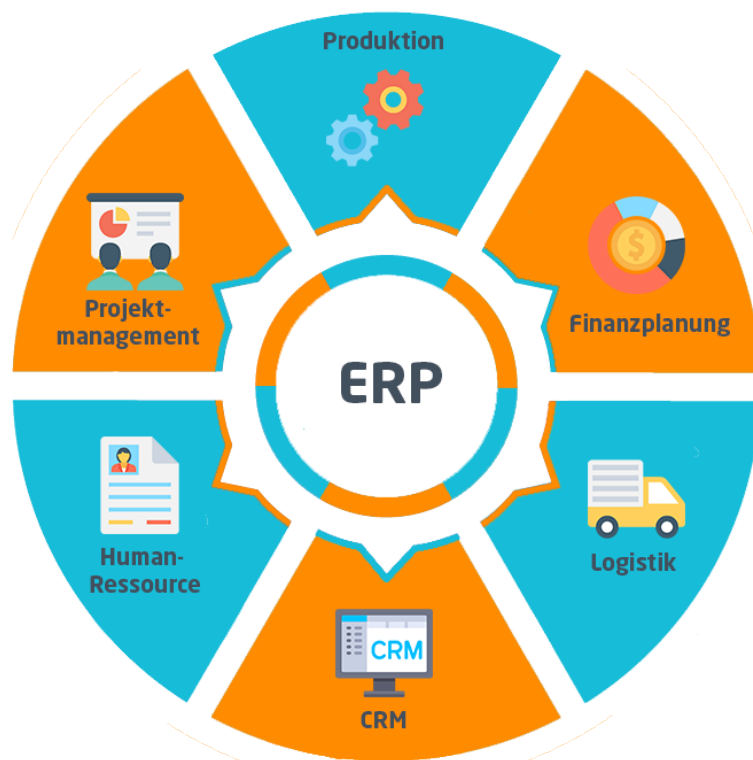 Produktion
Finanzplanung
Logistik
CRM
CRM
Human-
Ressource
Projekt-
management
ERP